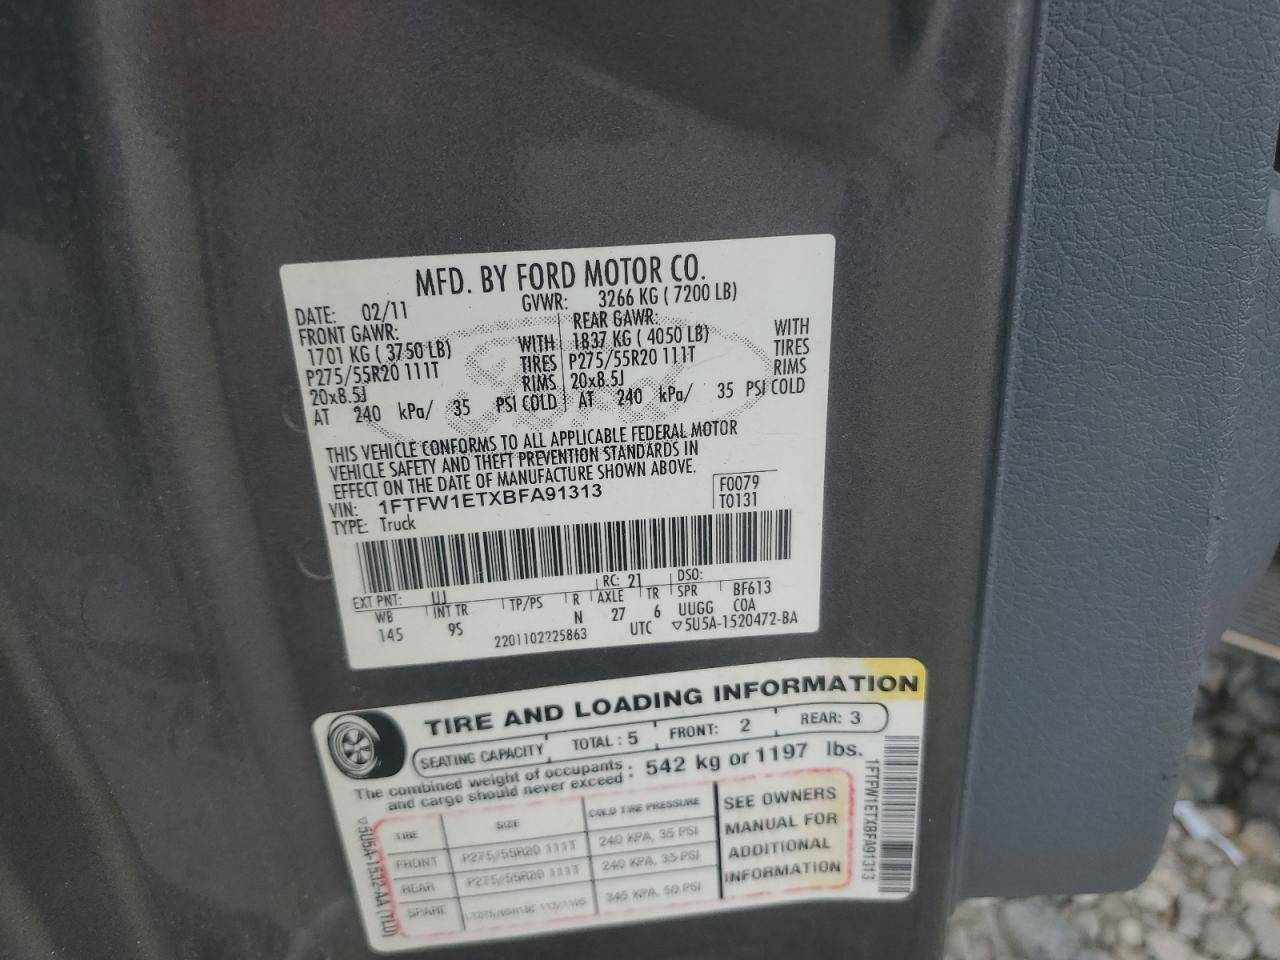 MFD. BY FORD MOTOR CO.
DATE: 02/11 GVWR: 3266 KG ( 7200 LB)
FRONT GAWR: REAR GAWR:
1701 KG ( 3750 LB) WITH 1837 KG ( 4050 LB) WITH
P275/55R20 111T TIRES P275/55R20 111T TIRES
20x8.5J RIMS 20x8.5J RIMS
AT 240 kPa/ 35 PSI COLD AT 240 kPa/ 35 PSI COLD
THIS VEHICLE CONFORMS TO ALL APPLICABLE FEDERAL MOTOR
VEHICLE SAFETY AND THEFT PREVENTION STANDARDS IN
EFFECT ON THE DATE OF MANUFACTURE SHOWN ABOVE.
VIN: 1FTFW1ETXBFA91313 F0079
TYPE: Truck T0131
EXT PNT: UJ RC: 21 DSO:
WB INT TR TP/PS R AXLE TR SPR BF613
145 9S N 27 6 UUGG COA
2201102225863 UTC ▽5U5A-1520472-BA
TIRE AND LOADING INFORMATION
SEATING CAPACITY TOTAL : 5 FRONT: 2 REAR: 3
The combined weight of occupants : 542 kg or 1197 lbs.
and cargo should never exceed :
TIRE SIZE COLD TIRE PRESSURE
FRONT P275/55R20 111T 240 KPA, 35 PSI
REAR P275/55R20 111T 240 KPA, 35 PSI
SPARE 345 KPA, 50 PSI
SEE OWNERS
MANUAL FOR
ADDITIONAL
INFORMATION
1FTFW1ETXBFA91313